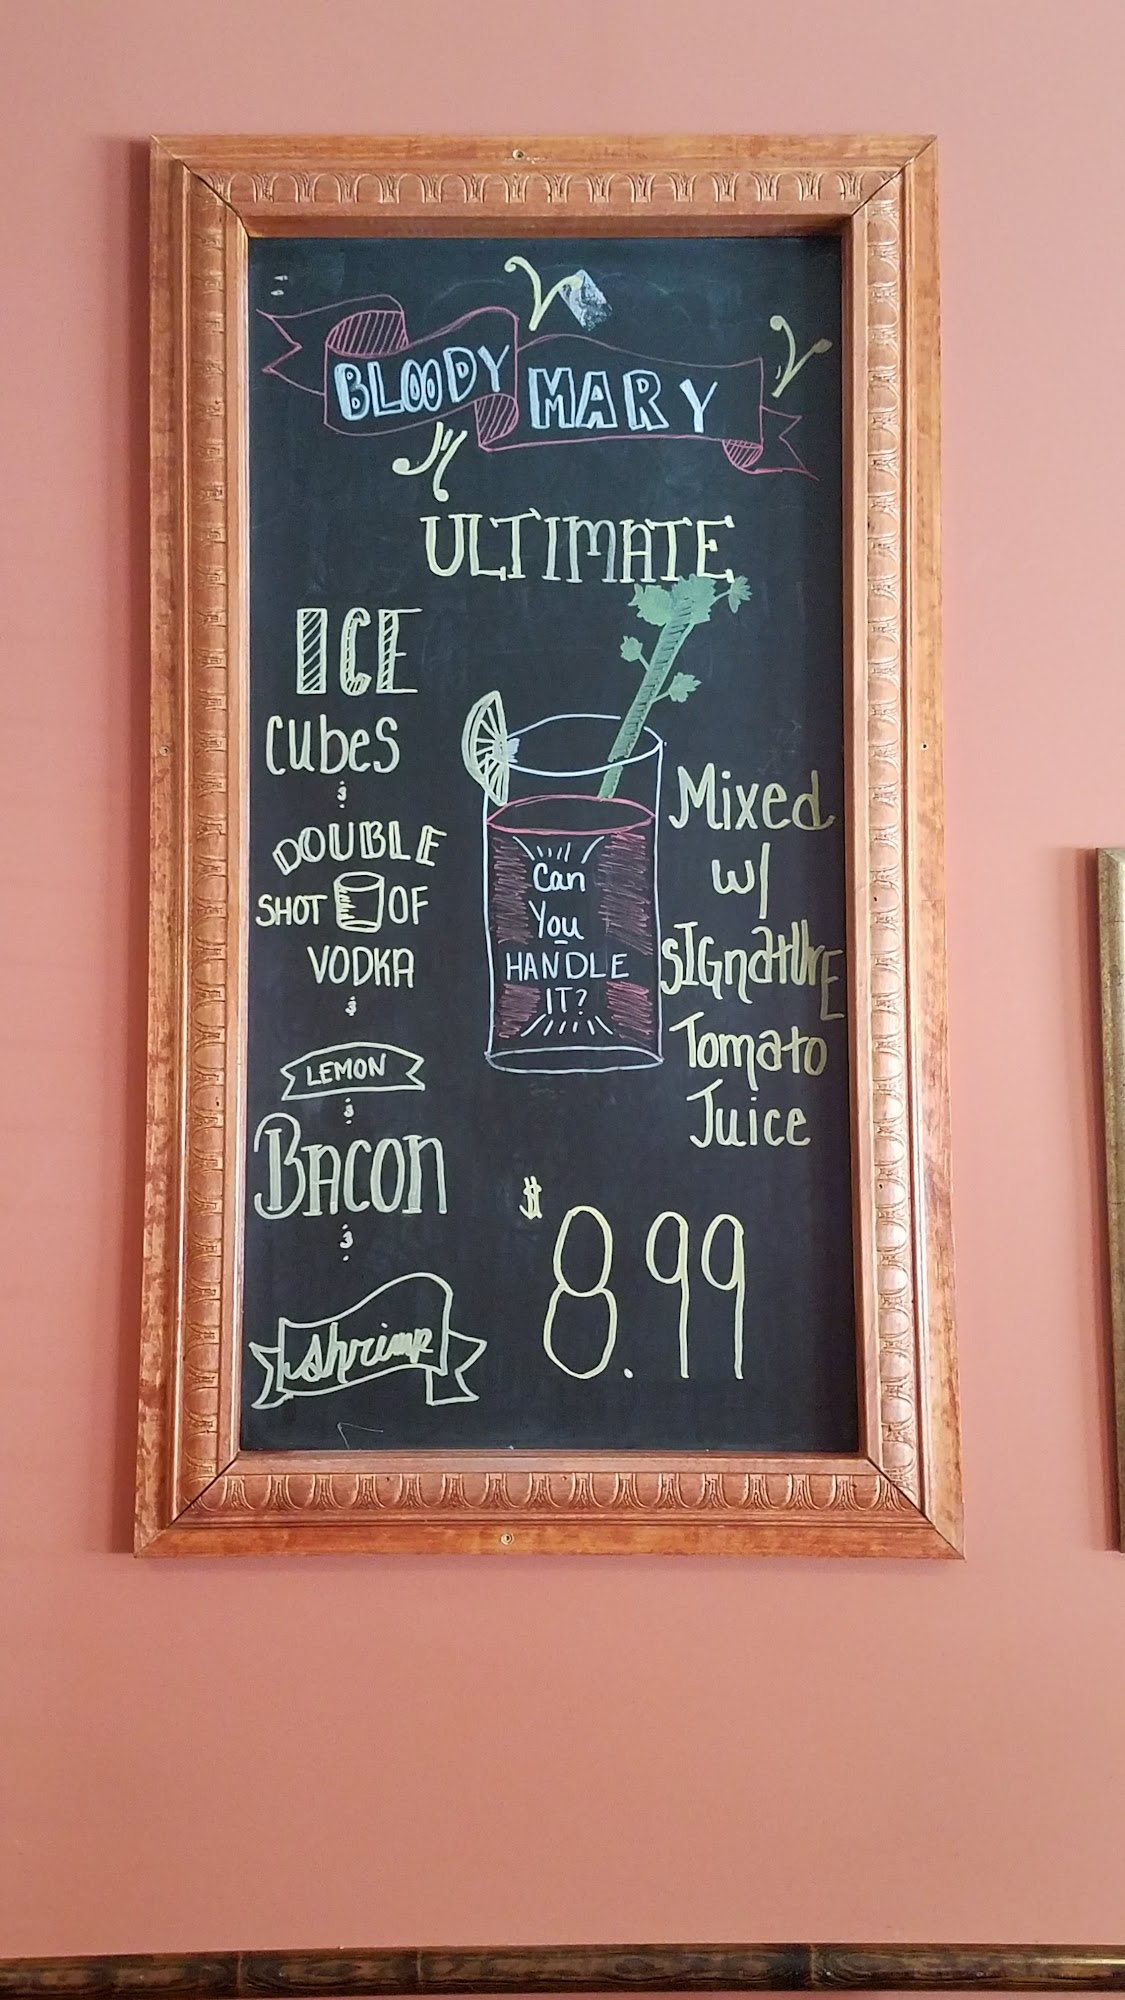 BLOODY MARY
ULTIMATE
ICE
CUBES
&
DOUBLE
SHOT OF
VODKA
&
LEMON
&
BACON
&
Shrimp
Can
You
HANDLE
IT?
Mixed
w/
SIGnatURE
Tomato
Juice
$8.99